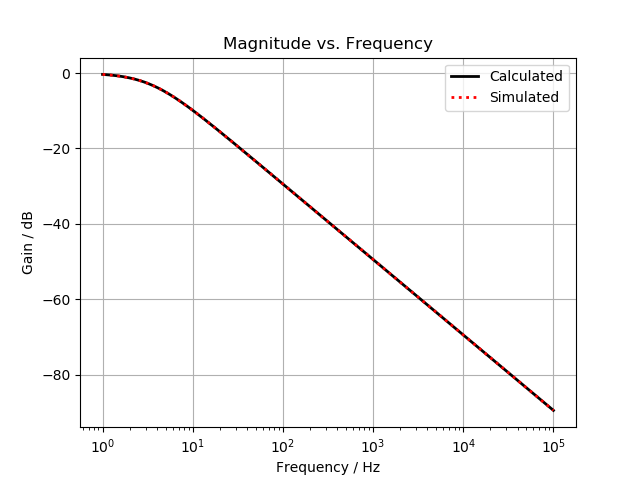 Magnitude vs. Frequency
Calculated
Simulated
Gain / dB
0
−20
−40
−60
−80
10⁰
10¹
10²
10³
10⁴
10⁵
Frequency / Hz